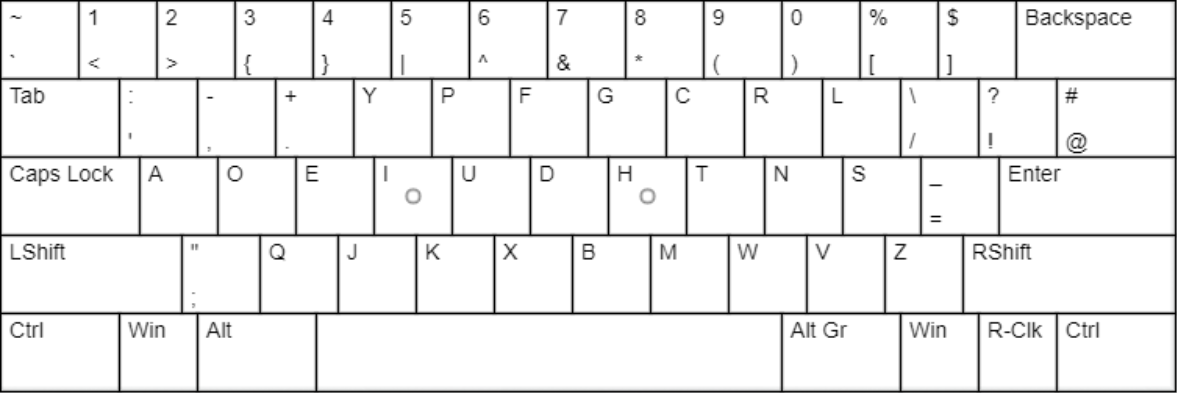 ~ 1 2 3 4 5 6 7 8 9 0 % $ Backspace
` < > { } | ^ & * ( ) [ ]
Tab : - + Y P F G C R L \ ? #
' , . / ! @
Caps Lock A O E I U D H T N S _ Enter
=
LShift " Q J K X B M W V Z RShift
;
Ctrl Win Alt Alt Gr Win R-Clk Ctrl